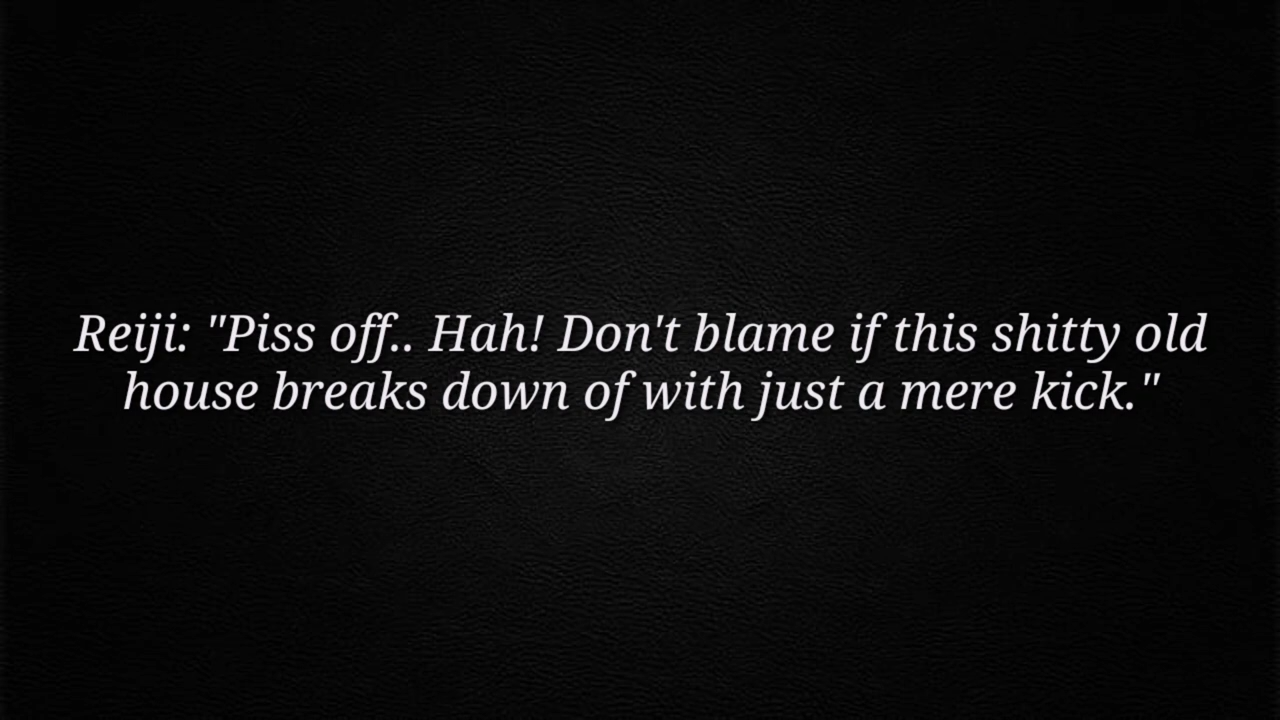 Reiji: "Piss off.. Hah! Don't blame if this shitty old
house breaks down of with just a mere kick."